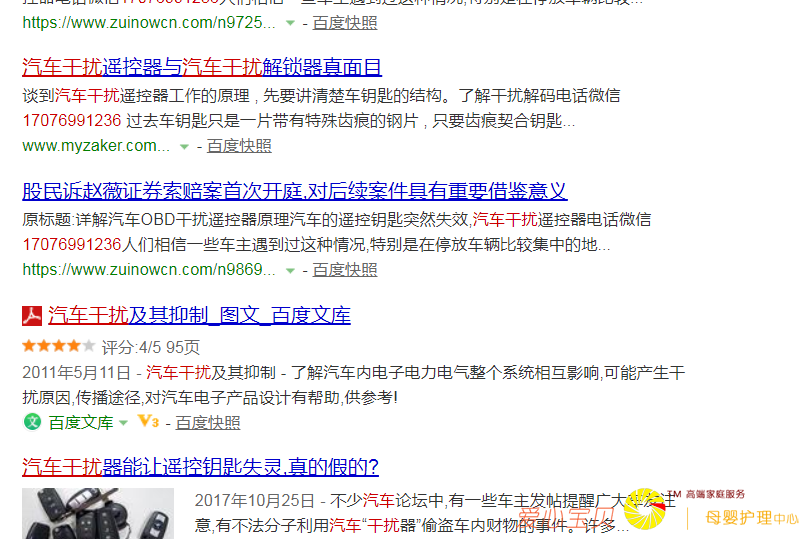 https://www.zuinowcn.com/n9725... - 百度快照
汽车干扰遥控器与汽车干扰解锁器真面目
谈到汽车干扰遥控器工作的原理，先要讲清楚车钥匙的结构。了解干扰解码电话微信
17076991236 过去车钥匙只是一片带有特殊齿痕的钢片，只要齿痕契合钥匙...
www.myzaker.com... - 百度快照
股民诉赵薇证券索赔案首次开庭,对后续案件具有重要借鉴意义
原标题:详解汽车OBD干扰遥控器原理汽车的遥控钥匙突然失效,汽车干扰遥控器电话微信
17076991236人们相信一些车主遇到过这种情况,特别是在停放车辆比较集中的地...
https://www.zuinowcn.com/n9869... - 百度快照
汽车干扰及其抑制_图文_百度文库
评分:4/5 95页
2011年5月11日 - 汽车干扰及其抑制 - 了解汽车内电子电力电气整个系统相互影响,可能产生干
扰原因,传播途径,对汽车电子产品设计有帮助,供参考!
百度文库 V3 - 百度快照
汽车干扰器能让遥控钥匙失灵,真的假的?
2017年10月25日 - 不少汽车论坛中,有一些车主发帖提醒广大
意,有不法分子利用汽车“干扰器”偷盗车内财物的事件。许多...
爱心宝贝 TM 高端家庭服务
母婴护理中心